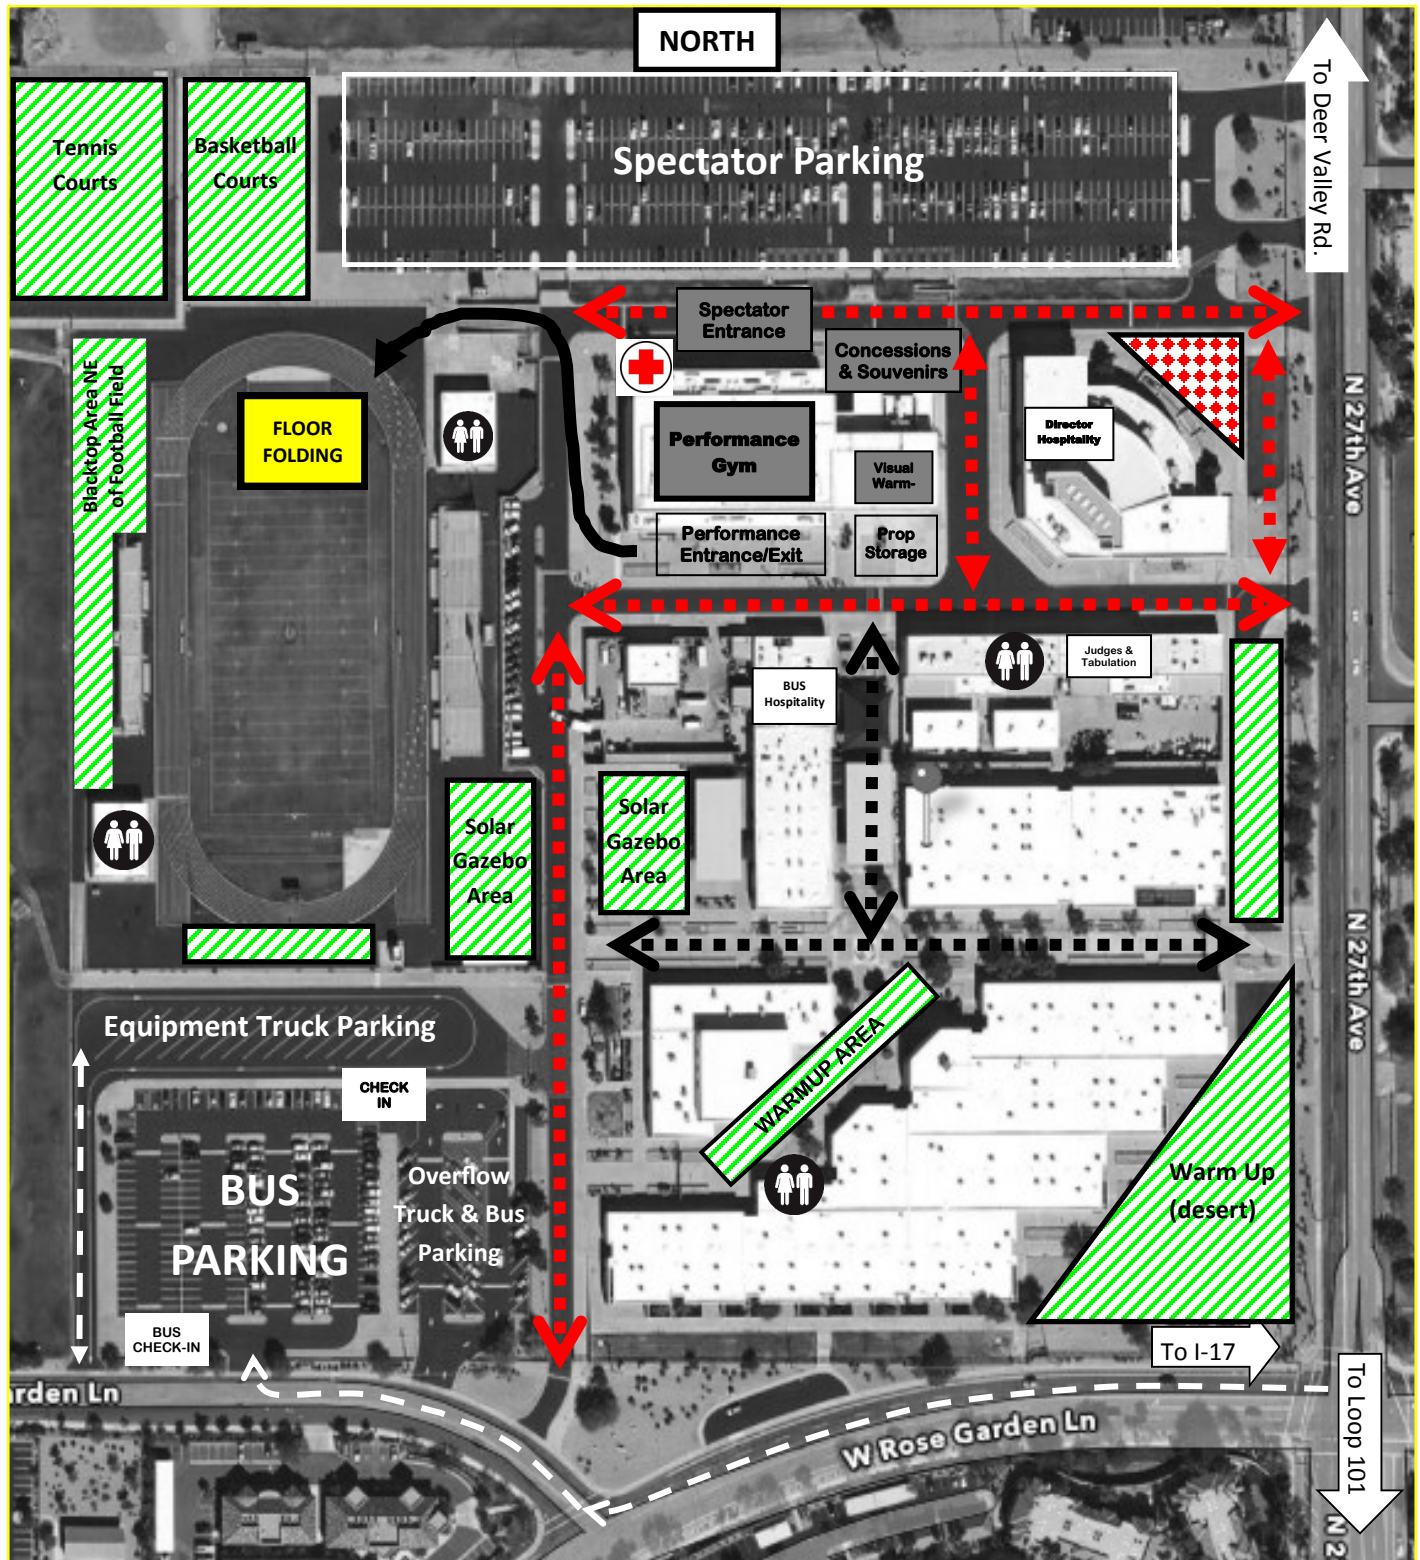 NORTH
To Deer Valley Rd.
Tennis
Courts
Basketball
Courts
Spectator Parking
Spectator
Entrance
Concessions
& Souvenirs
Blacktop Area NE
of Football Field
FLOOR
FOLDING
Performance
Gym
Visual
Warm-
Director
Hospitality
N 27th Ave
Performance
Entrance/Exit
Prop
Storage
BUS
Hospitality
Judges &
Tabulation
Solar
Gazebo
Area
Solar
Gazebo
Area
N 27th Ave
Equipment Truck Parking
CHECK
IN
WARMUP AREA
BUS
PARKING
Overflow
Truck & Bus
Parking
Warm Up
(desert)
BUS
CHECK-IN
To I-17
To Loop 101
arden Ln
W Rose Garden Ln
N 2